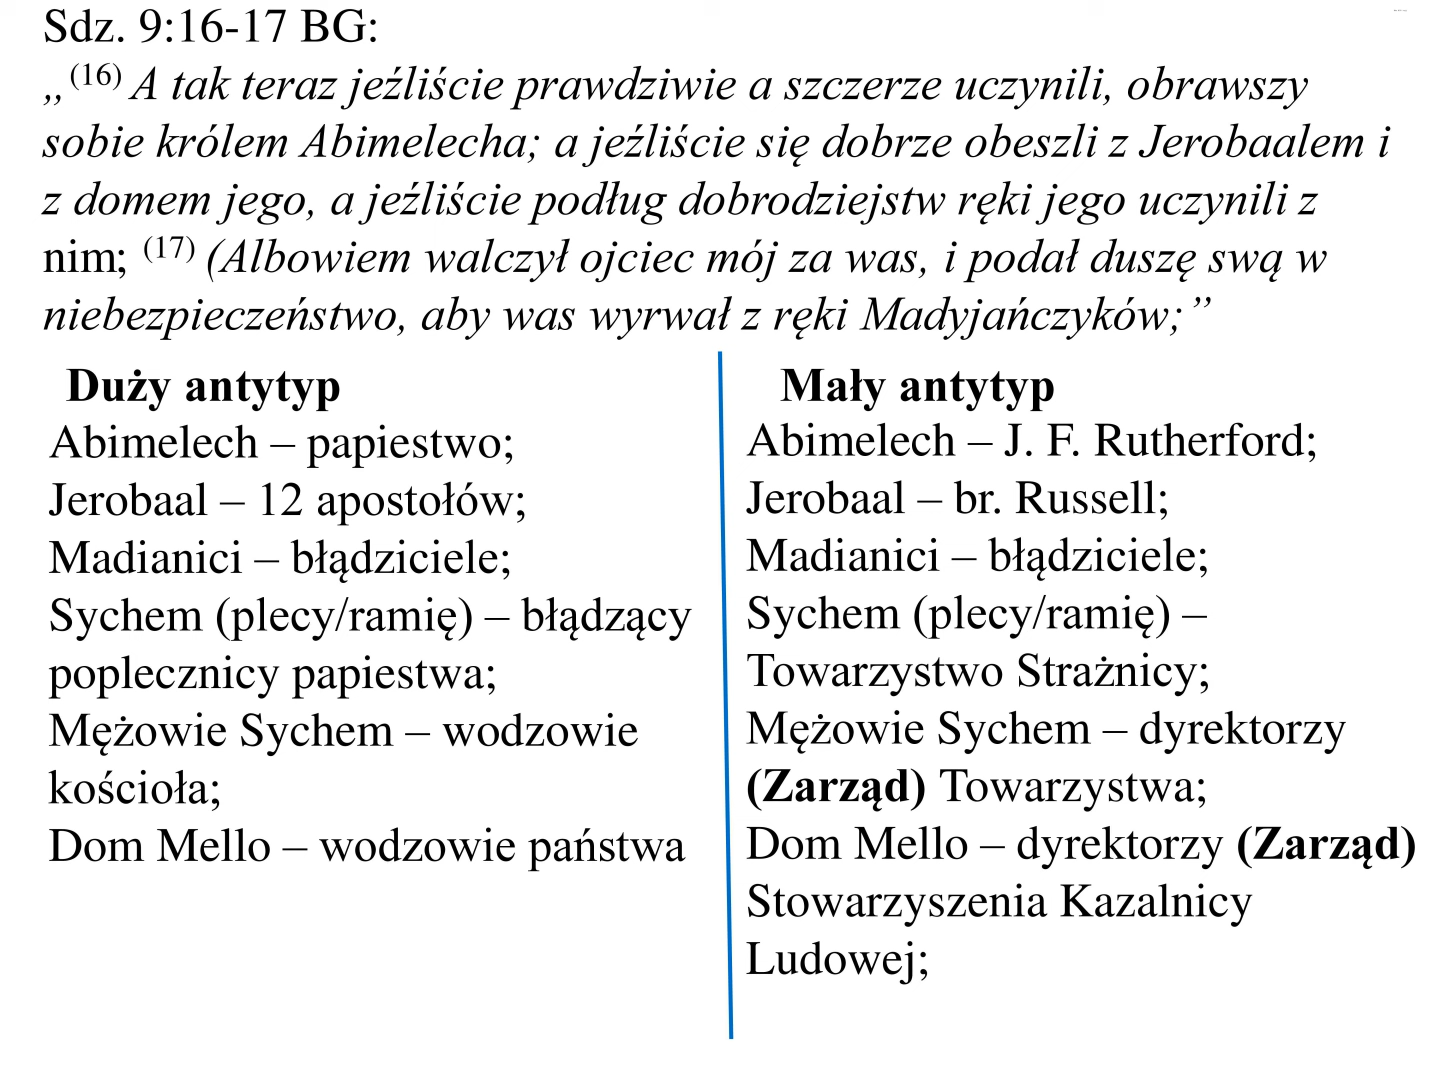 Sdz. 9:16-17 BG:
„(16) A tak teraz jeźliście prawdziwie a szczerze uczynili, obrawszy
sobie królem Abimelecha; a jeźliście się dobrze obeszli z Jerobaalem i
z domem jego, a jeźliście podług dobrodziejstw ręki jego uczynili z
nim; (17) (Albowiem walczył ojciec mój za was, i podał duszę swą w
niebezpieczeństwo, aby was wyrwał z ręki Madyjańczyków;”
Duży antytyp
Abimelech – papiestwo;
Jerobaal – 12 apostołów;
Madianici – błądziciele;
Sychem (plecy/ramię) – błądzący
poplecznicy papiestwa;
Mężowie Sychem – wodzowie
kościoła;
Dom Mello – wodzowie państwa
Mały antytyp
Abimelech – J. F. Rutherford;
Jerobaal – br. Russell;
Madianici – błądziciele;
Sychem (plecy/ramię) –
Towarzystwo Strażnicy;
Mężowie Sychem – dyrektorzy
(Zarząd) Towarzystwa;
Dom Mello – dyrektorzy (Zarząd)
Stowarzyszenia Kazalnicy
Ludowej;